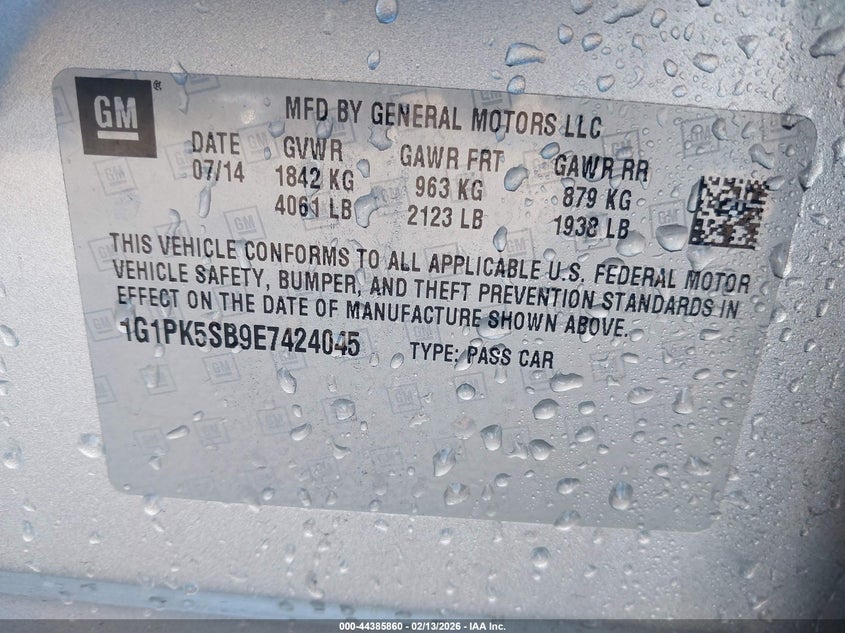 GM ®
MFD BY GENERAL MOTORS LLC
DATE GVWR GAWR FRT GAWR RR
07/14 1842 KG 963 KG 879 KG
4061 LB 2123 LB 1938 LB
THIS VEHICLE CONFORMS TO ALL APPLICABLE U.S. FEDERAL MOTOR
VEHICLE SAFETY, BUMPER, AND THEFT PREVENTION STANDARDS IN
EFFECT ON THE DATE OF MANUFACTURE SHOWN ABOVE.
1G1PK5SB9E7424045 TYPE: PASS CAR
000-44385860 - 02/13/2026 - IAA Inc.